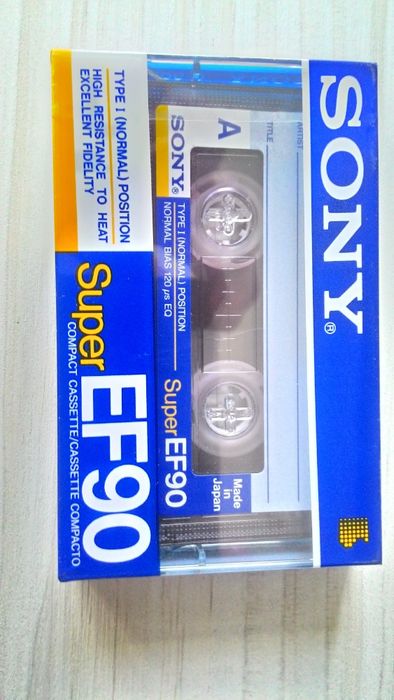 SONY®
ARTIST
TITLE
A
SONY®
TYPE I (NORMAL) POSITION
NORMAL BIAS 120 µs EQ
Super EF90
Made
in
Japan
TYPE I (NORMAL) POSITION
HIGH RESISTANCE TO HEAT
EXCELLENT FIDELITY
Super EF90
COMPACT CASSETTE/CASSETTE COMPACTO